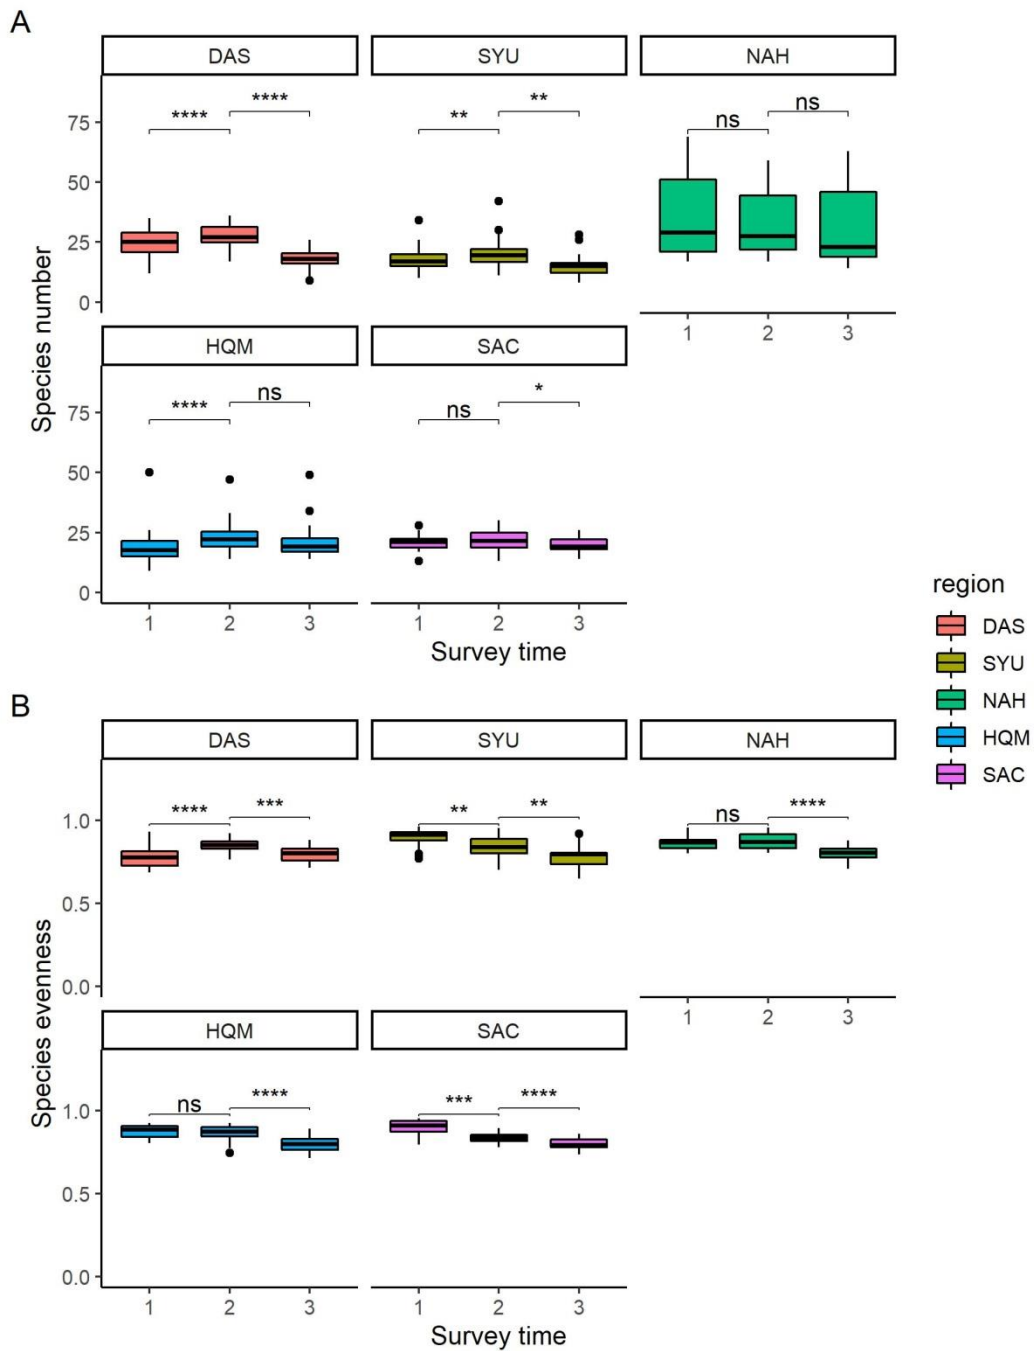 A
DAS SYU NAH
**** **** ** ** ns ns
75
50
25
0
1 2 3
Species number
HQM SAC
**** ns ns *
75
50
25
0
1 2 3 1 2 3
Survey time
region
DAS
SYU
NAH
HQM
SAC
B
DAS SYU NAH
**** *** ** ** ns ****
1.0
0.5
0.0
1 2 3
Species evenness
HQM SAC
ns **** *** ****
1.0
0.5
0.0
1 2 3 1 2 3
Survey time